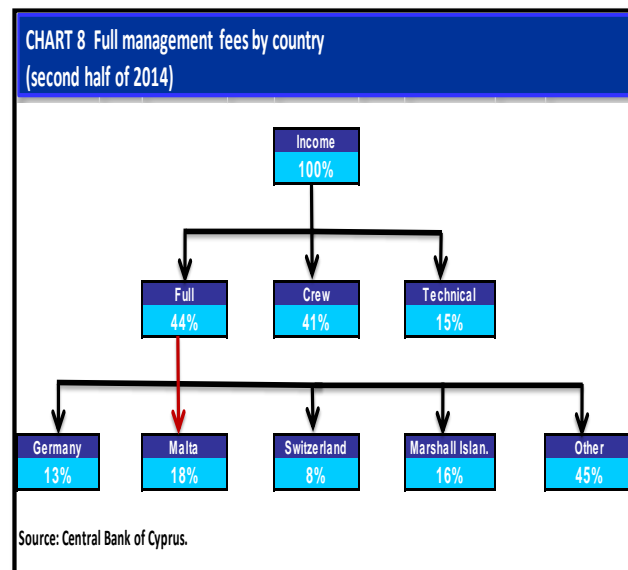 CHART 8 Full management fees by country
(second half of 2014)
Income
100%
Full
44%
Crew
41%
Technical
15%
Germany
13%
Malta
18%
Switzerland
8%
Marshall Islan.
16%
Other
45%
Source: Central Bank of Cyprus.